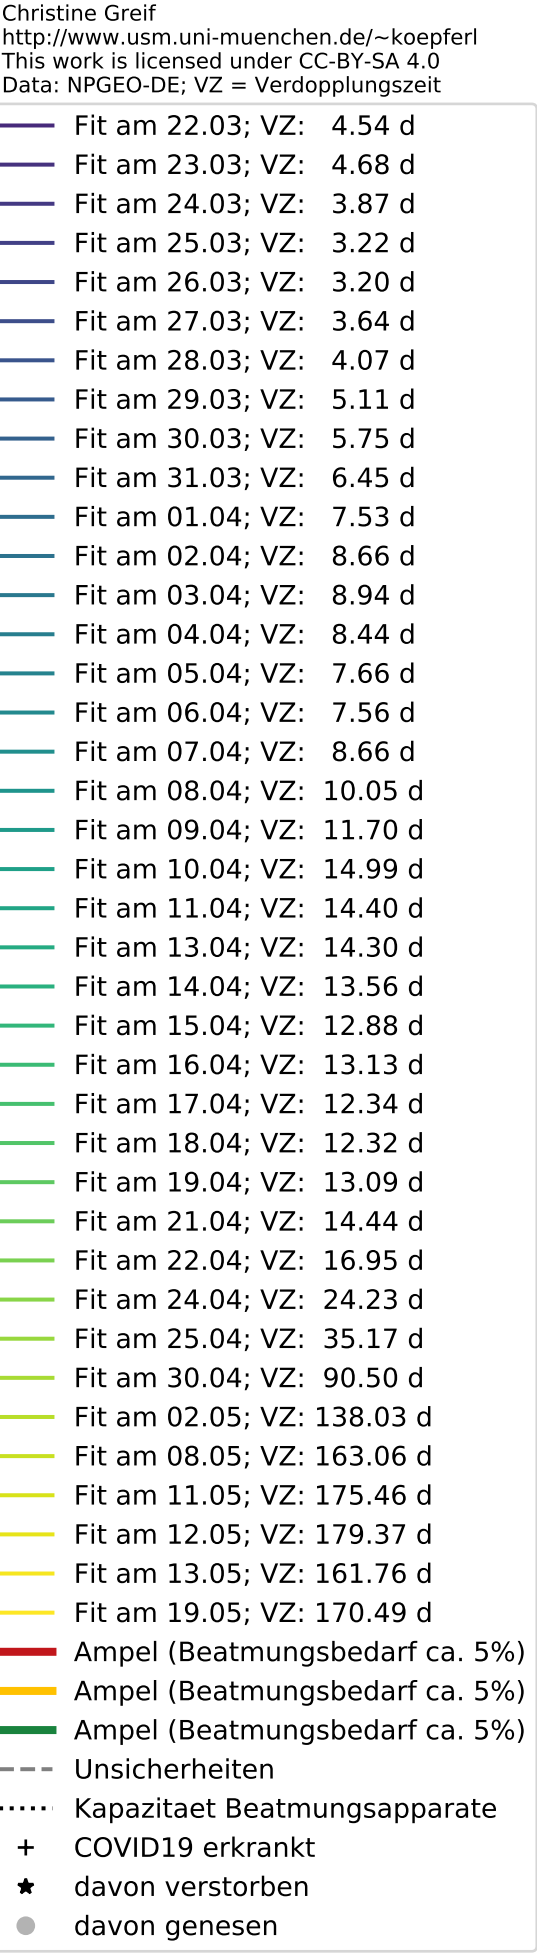 Christine Greif
http://www.usm.uni-muenchen.de/~koepferl
This work is licensed under CC-BY-SA 4.0
Data: NPGEO-DE; VZ = Verdopplungszeit
Fit am 22.03; VZ: 4.54 d
Fit am 23.03; VZ: 4.68 d
Fit am 24.03; VZ: 3.87 d
Fit am 25.03; VZ: 3.22 d
Fit am 26.03; VZ: 3.20 d
Fit am 27.03; VZ: 3.64 d
Fit am 28.03; VZ: 4.07 d
Fit am 29.03; VZ: 5.11 d
Fit am 30.03; VZ: 5.75 d
Fit am 31.03; VZ: 6.45 d
Fit am 01.04; VZ: 7.53 d
Fit am 02.04; VZ: 8.66 d
Fit am 03.04; VZ: 8.94 d
Fit am 04.04; VZ: 8.44 d
Fit am 05.04; VZ: 7.66 d
Fit am 06.04; VZ: 7.56 d
Fit am 07.04; VZ: 8.66 d
Fit am 08.04; VZ: 10.05 d
Fit am 09.04; VZ: 11.70 d
Fit am 10.04; VZ: 14.99 d
Fit am 11.04; VZ: 14.40 d
Fit am 13.04; VZ: 14.30 d
Fit am 14.04; VZ: 13.56 d
Fit am 15.04; VZ: 12.88 d
Fit am 16.04; VZ: 13.13 d
Fit am 17.04; VZ: 12.34 d
Fit am 18.04; VZ: 12.32 d
Fit am 19.04; VZ: 13.09 d
Fit am 21.04; VZ: 14.44 d
Fit am 22.04; VZ: 16.95 d
Fit am 24.04; VZ: 24.23 d
Fit am 25.04; VZ: 35.17 d
Fit am 30.04; VZ: 90.50 d
Fit am 02.05; VZ: 138.03 d
Fit am 08.05; VZ: 163.06 d
Fit am 11.05; VZ: 175.46 d
Fit am 12.05; VZ: 179.37 d
Fit am 13.05; VZ: 161.76 d
Fit am 19.05; VZ: 170.49 d
Ampel (Beatmungsbedarf ca. 5%)
Ampel (Beatmungsbedarf ca. 5%)
Ampel (Beatmungsbedarf ca. 5%)
Unsicherheiten
Kapazitaet Beatmungsapparate
COVID19 erkrankt
davon verstorben
davon genesen